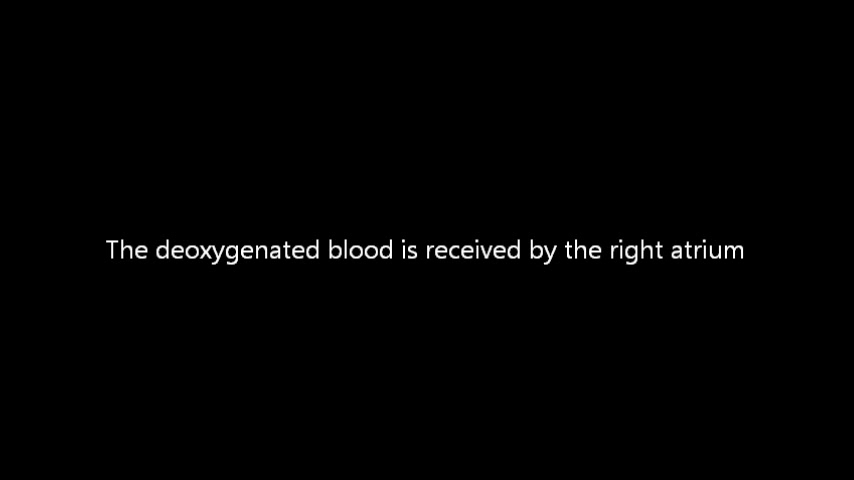 The deoxygenated blood is received by the right atrium